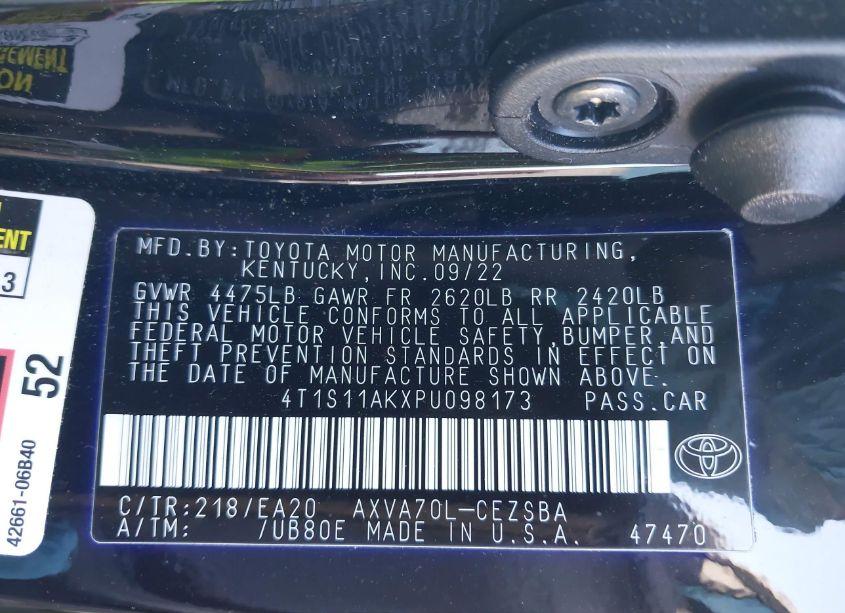 MFD.BY:TOYOTA MOTOR MANUFACTURING,
KENTUCKY,INC.09/22
GVWR 4475LB GAWR FR 2620LB RR 2420LB
THIS VEHICLE CONFORMS TO ALL APPLICABLE
FEDERAL MOTOR VEHICLE SAFETY,BUMPER,AND
THEFT PREVENTION STANDARDS IN EFFECT ON
THE DATE OF MANUFACTURE SHOWN ABOVE.
4T1S11AKXPU098173 PASS.CAR
C/TR:218/EA20 AXVA70L-CEZSBA
A/TM: /UB80E MADE IN U.S.A. 47470
52
42661-06B40